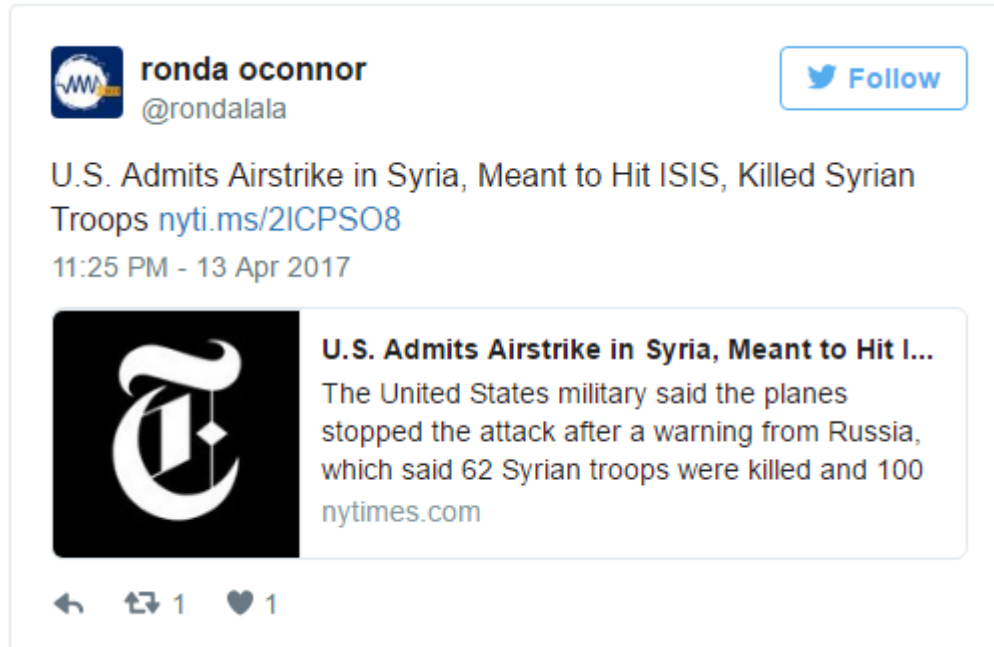 ronda oconnor
@rondalala
Follow
U.S. Admits Airstrike in Syria, Meant to Hit ISIS, Killed Syrian
Troops nyti.ms/2lCPSO8
11:25 PM - 13 Apr 2017
U.S. Admits Airstrike in Syria, Meant to Hit I...
The United States military said the planes
stopped the attack after a warning from Russia,
which said 62 Syrian troops were killed and 100
nytimes.com
1 1